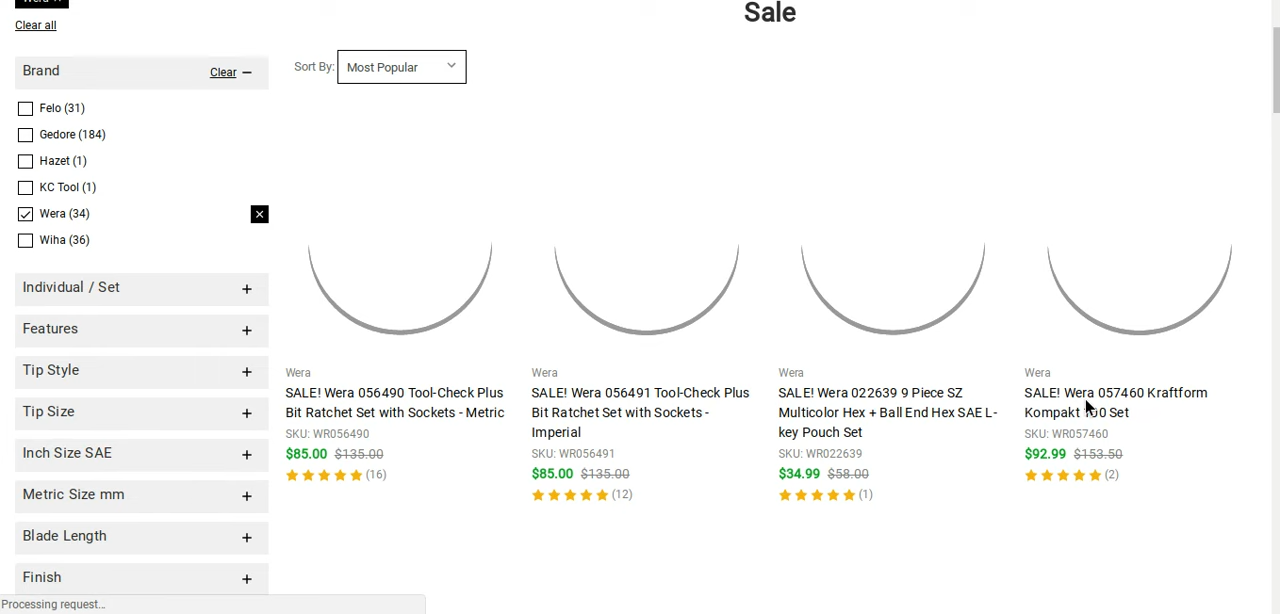 Wera
Clear all
Sale
Brand
Clear
Sort By:
Most Popular
Felo (31)
Gedore (184)
Hazet (1)
KC Tool (1)
Wera (34)
Wiha (36)
Individual / Set
Features
Tip Style
Tip Size
Inch Size SAE
Metric Size mm
Blade Length
Finish
Wera
SALE! Wera 056490 Tool-Check Plus
Bit Ratchet Set with Sockets - Metric
SKU: WR056490
$85.00 $135.00
(16)
Wera
SALE! Wera 056491 Tool-Check Plus
Bit Ratchet Set with Sockets -
Imperial
SKU: WR056491
$85.00 $135.00
(12)
Wera
SALE! Wera 022639 9 Piece SZ
Multicolor Hex + Ball End Hex SAE L-
key Pouch Set
SKU: WR022639
$34.99 $58.00
(1)
Wera
SALE! Wera 057460 Kraftform
Kompakt 100 Set
SKU: WR057460
$92.99 $153.50
(2)
Processing request...